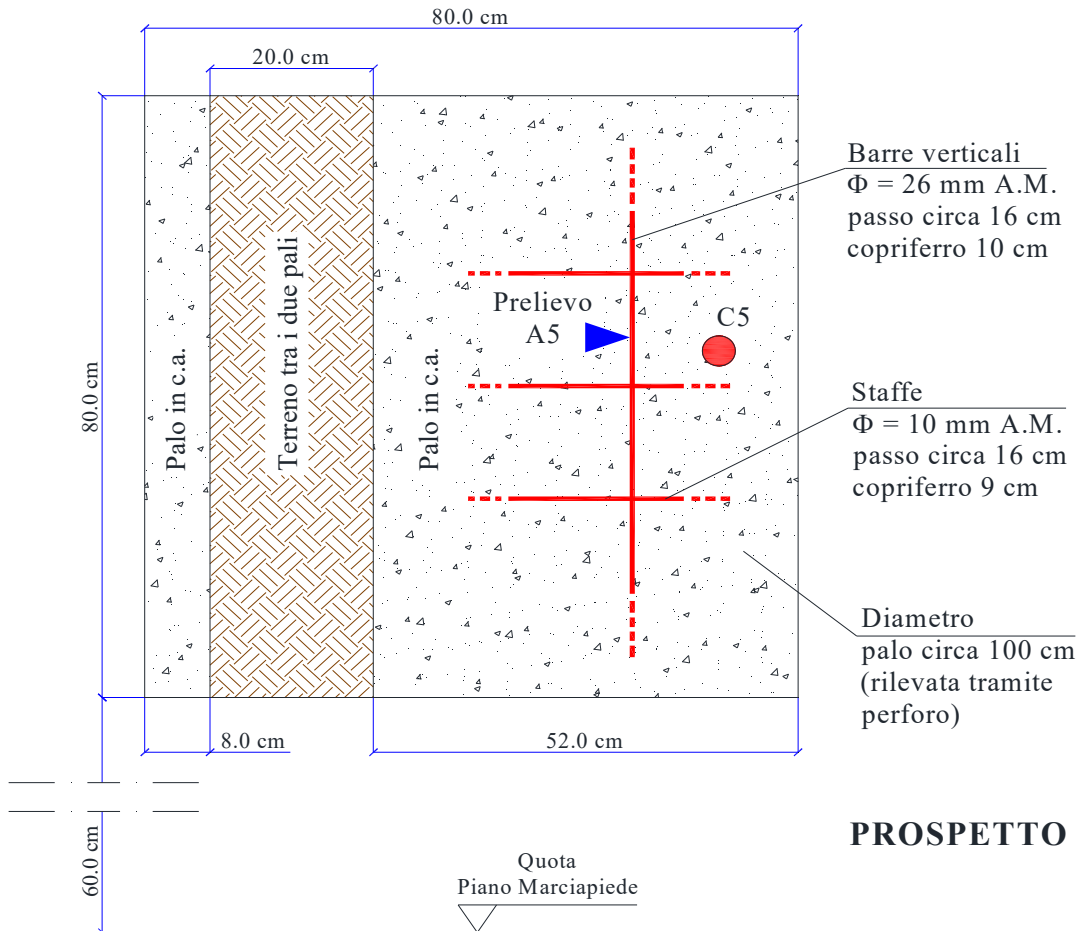 80.0 cm
20.0 cm
80.0 cm
Palo in c.a.
Terreno tra i due pali
Palo in c.a.
Prelievo
A5
C5
Barre verticali
Φ = 26 mm A.M.
passo circa 16 cm
copriferro 10 cm
Staffe
Φ = 10 mm A.M.
passo circa 16 cm
copriferro 9 cm
Diametro
palo circa 100 cm
(rilevata tramite
perforo)
8.0 cm
52.0 cm
60.0 cm
PROSPETTO
Quota
Piano Marciapiede